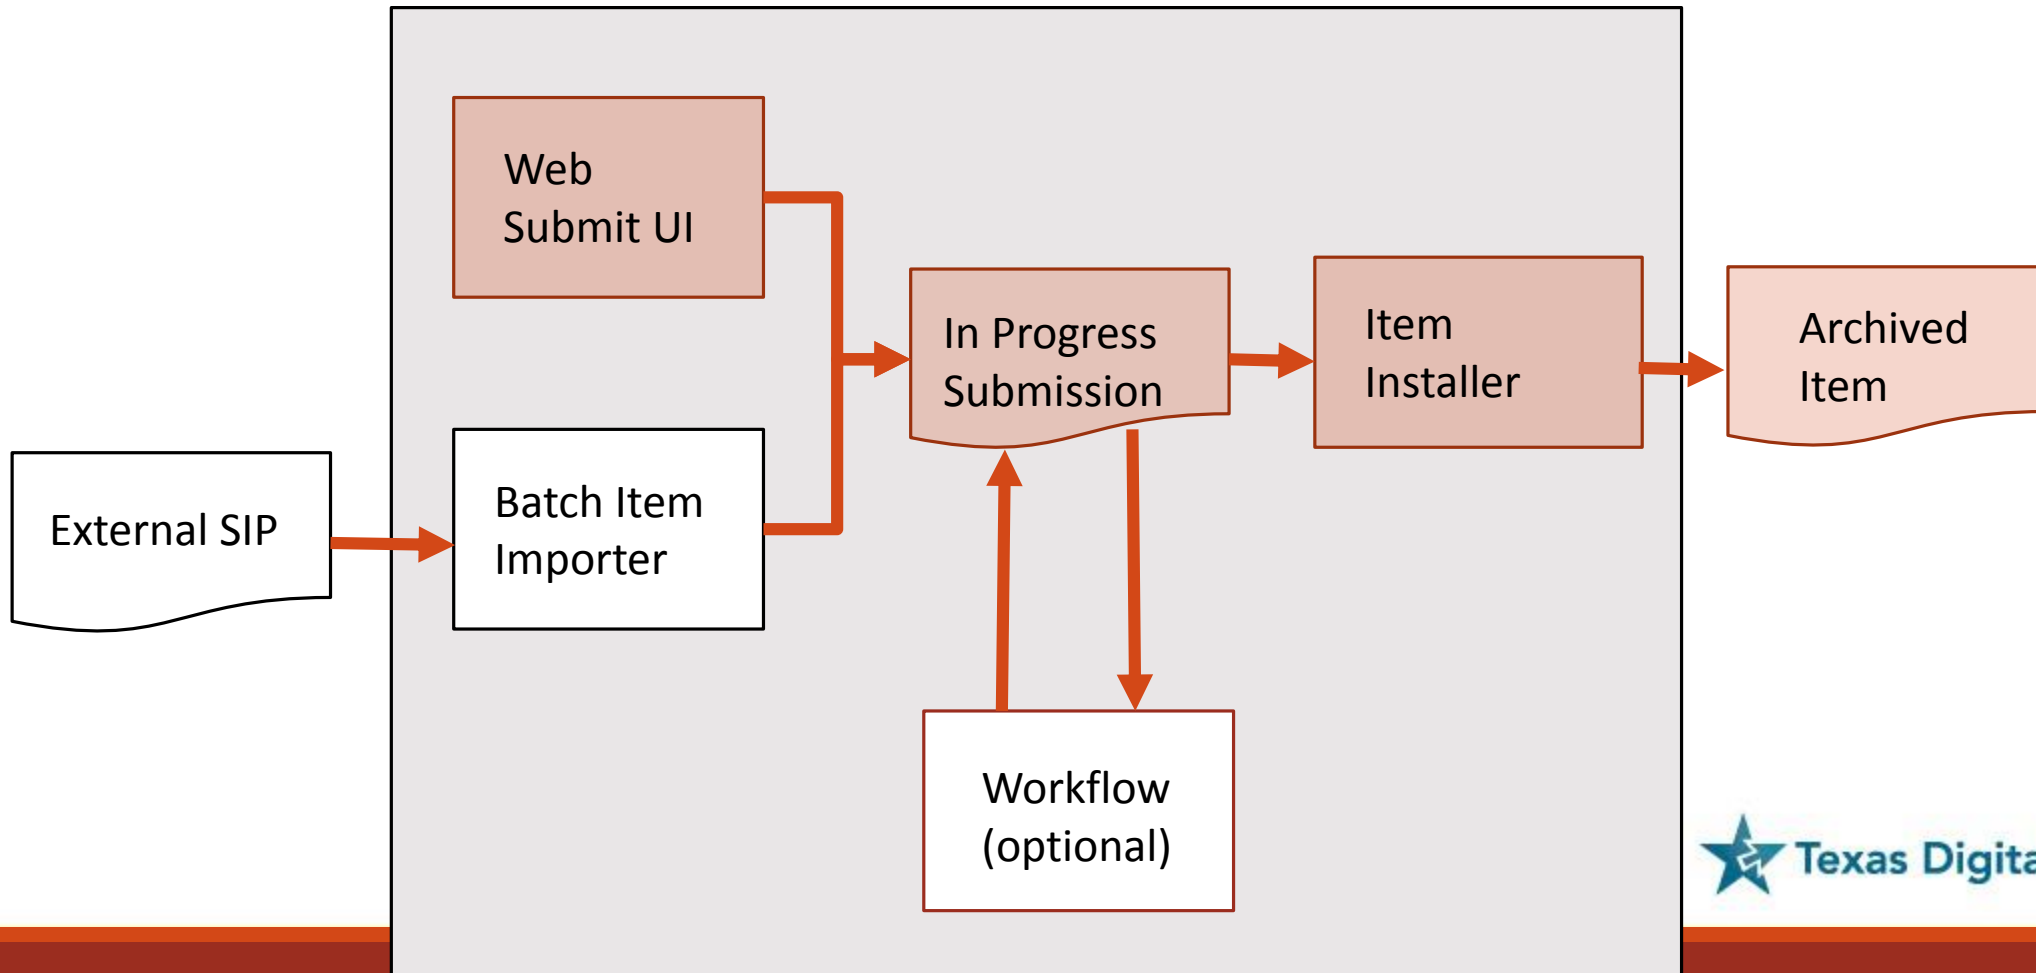 Web
Submit UI
In Progress
Submission
Item
Installer
Archived
Item
External SIP
Batch Item
Importer
Workflow
(optional)
Texas Digita